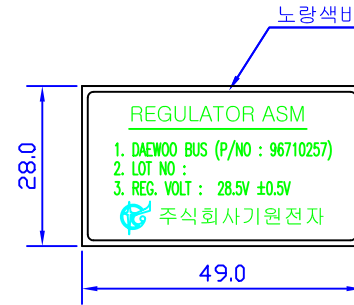 노랑색바
REGULATOR ASM
1. DAEWOO BUS (P/NO : 96710257)
2. LOT NO :
3. REG. VOLT : 28.5V ±0.5V
주식회사기원전자
28.0
49.0